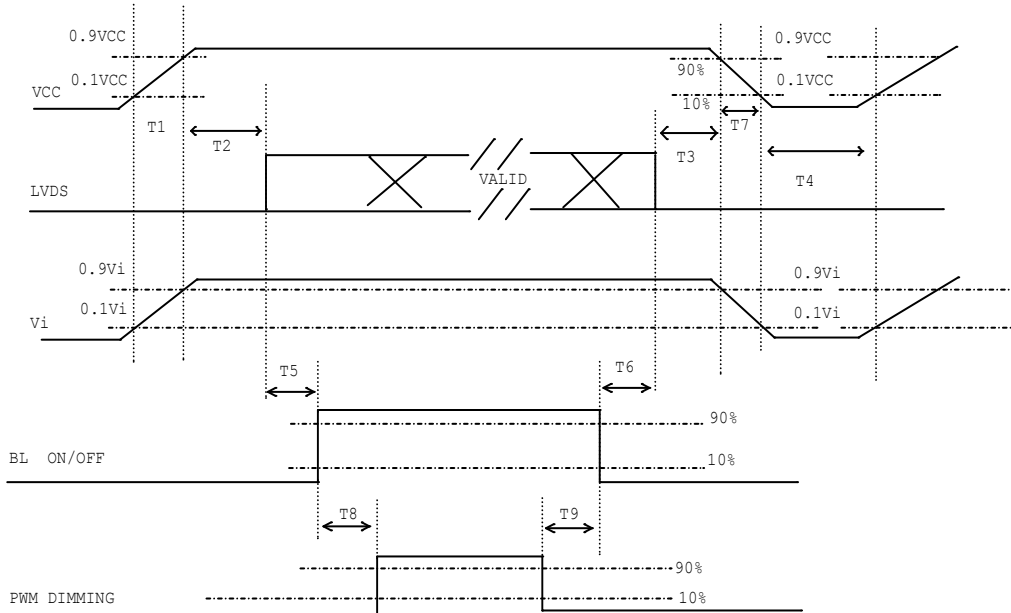 0.9VCC 0.9VCC
0.1VCC 90% 0.1VCC
VCC 10%
T1 T2 T3 T7 T4
LVDS VALID
0.9Vi 0.9Vi
0.1Vi 0.1Vi
Vi
T5 T6
90%
BL ON/OFF 10%
T8 T9
90%
PWM DIMMING 10%